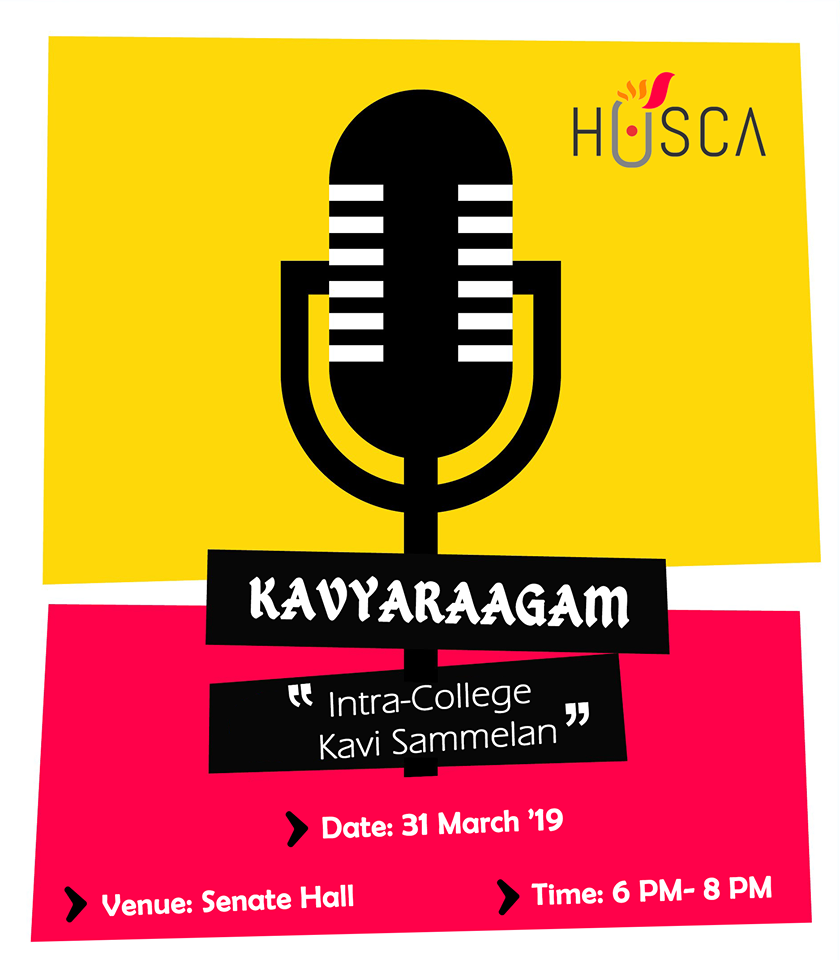 HUSCA
KAVYARAAGAM
“ Intra-College
Kavi Sammelan ”
Date: 31 March ’19
Venue: Senate Hall
Time: 6 PM- 8 PM